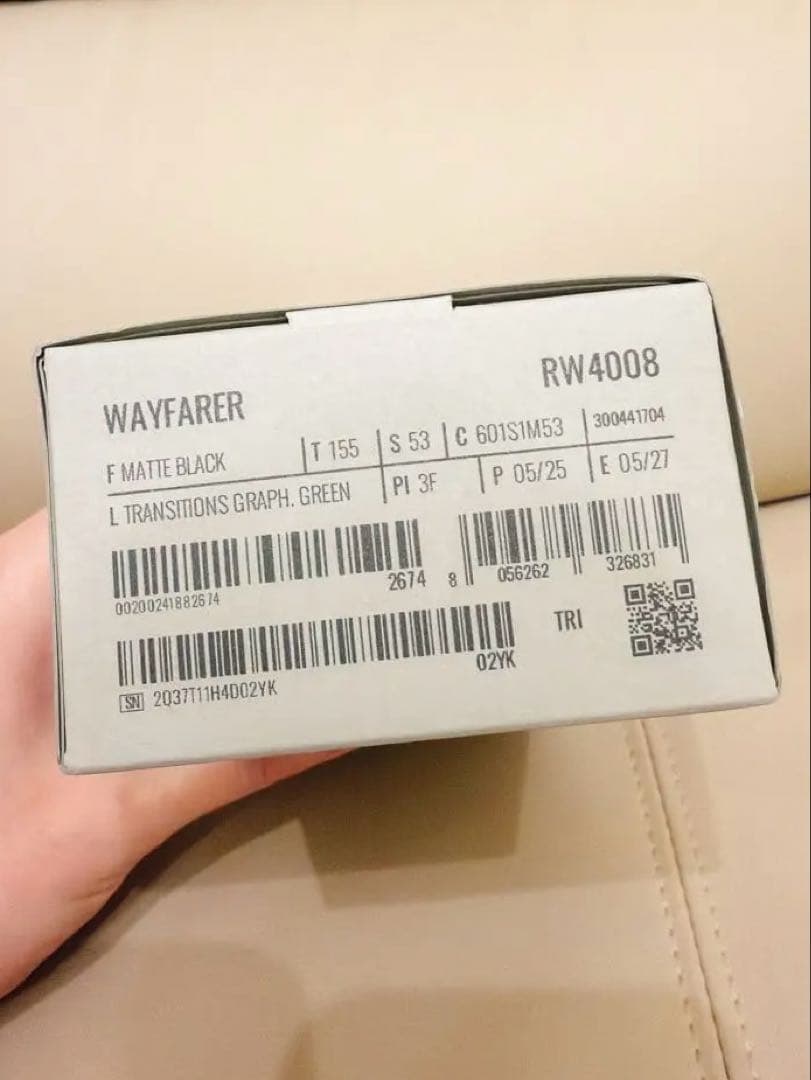 WAYFARER RW4008
F MATTE BLACK T 155 S 53 C 601S1M53 300441704
L TRANSITIONS GRAPH. GREEN PI 3F P 05/25 E 05/27
2674 8 056262 326831
00200241882674
02YK TRI
SN 2Q37T11H4D02YK